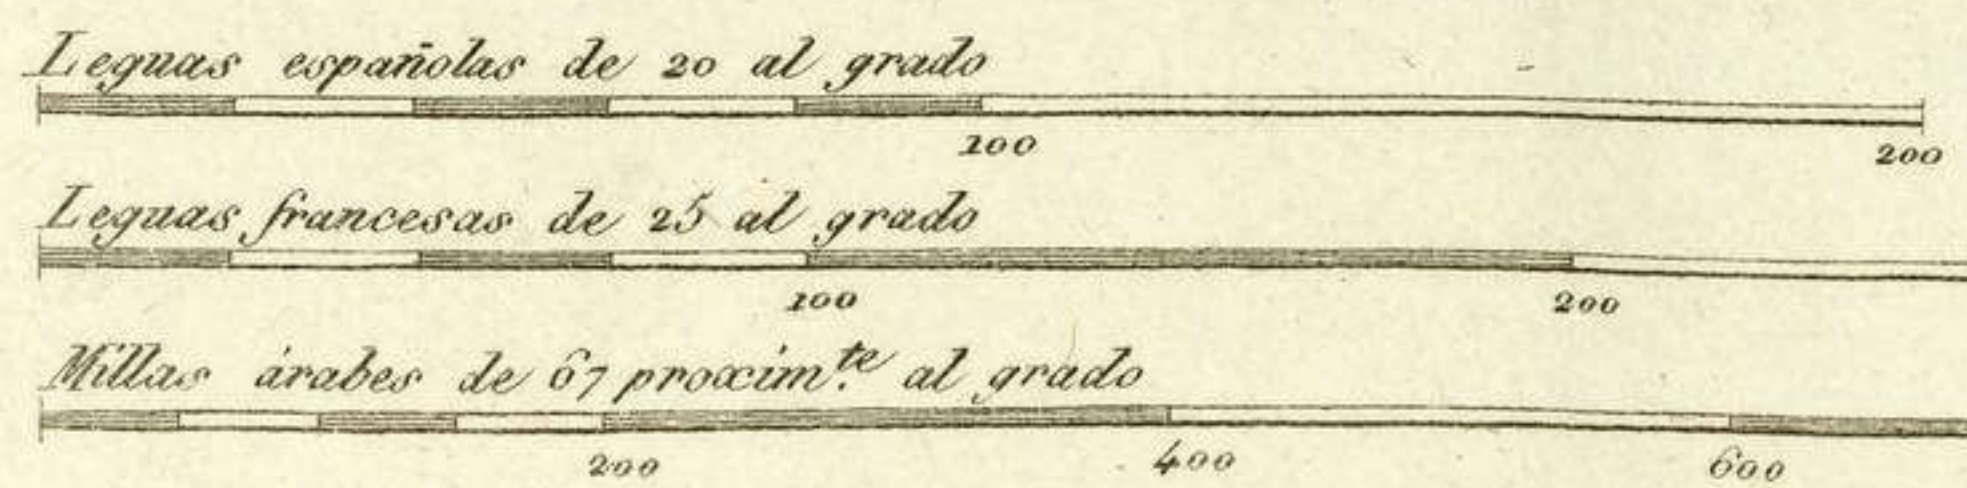 Leguas españolas de 20 al grado
100 200
Leguas francesas de 25 al grado
100 200
Millas árabes de 67 proxim.te al grado
200 400 600